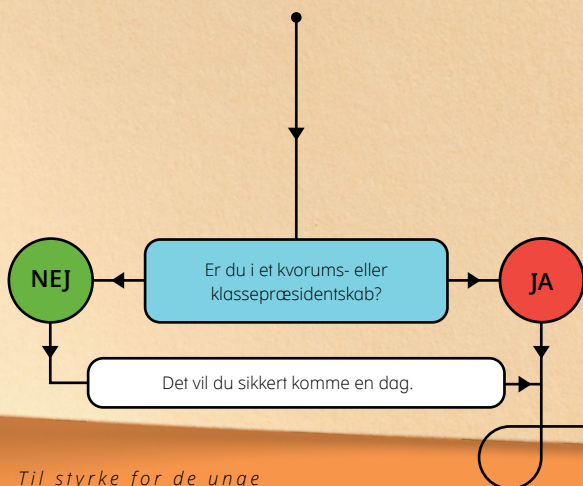 Er du i et kvorums- eller
klassepræsidentskab?
NEJ
JA
Det vil du sikkert komme en dag.
Til styrke for de unge